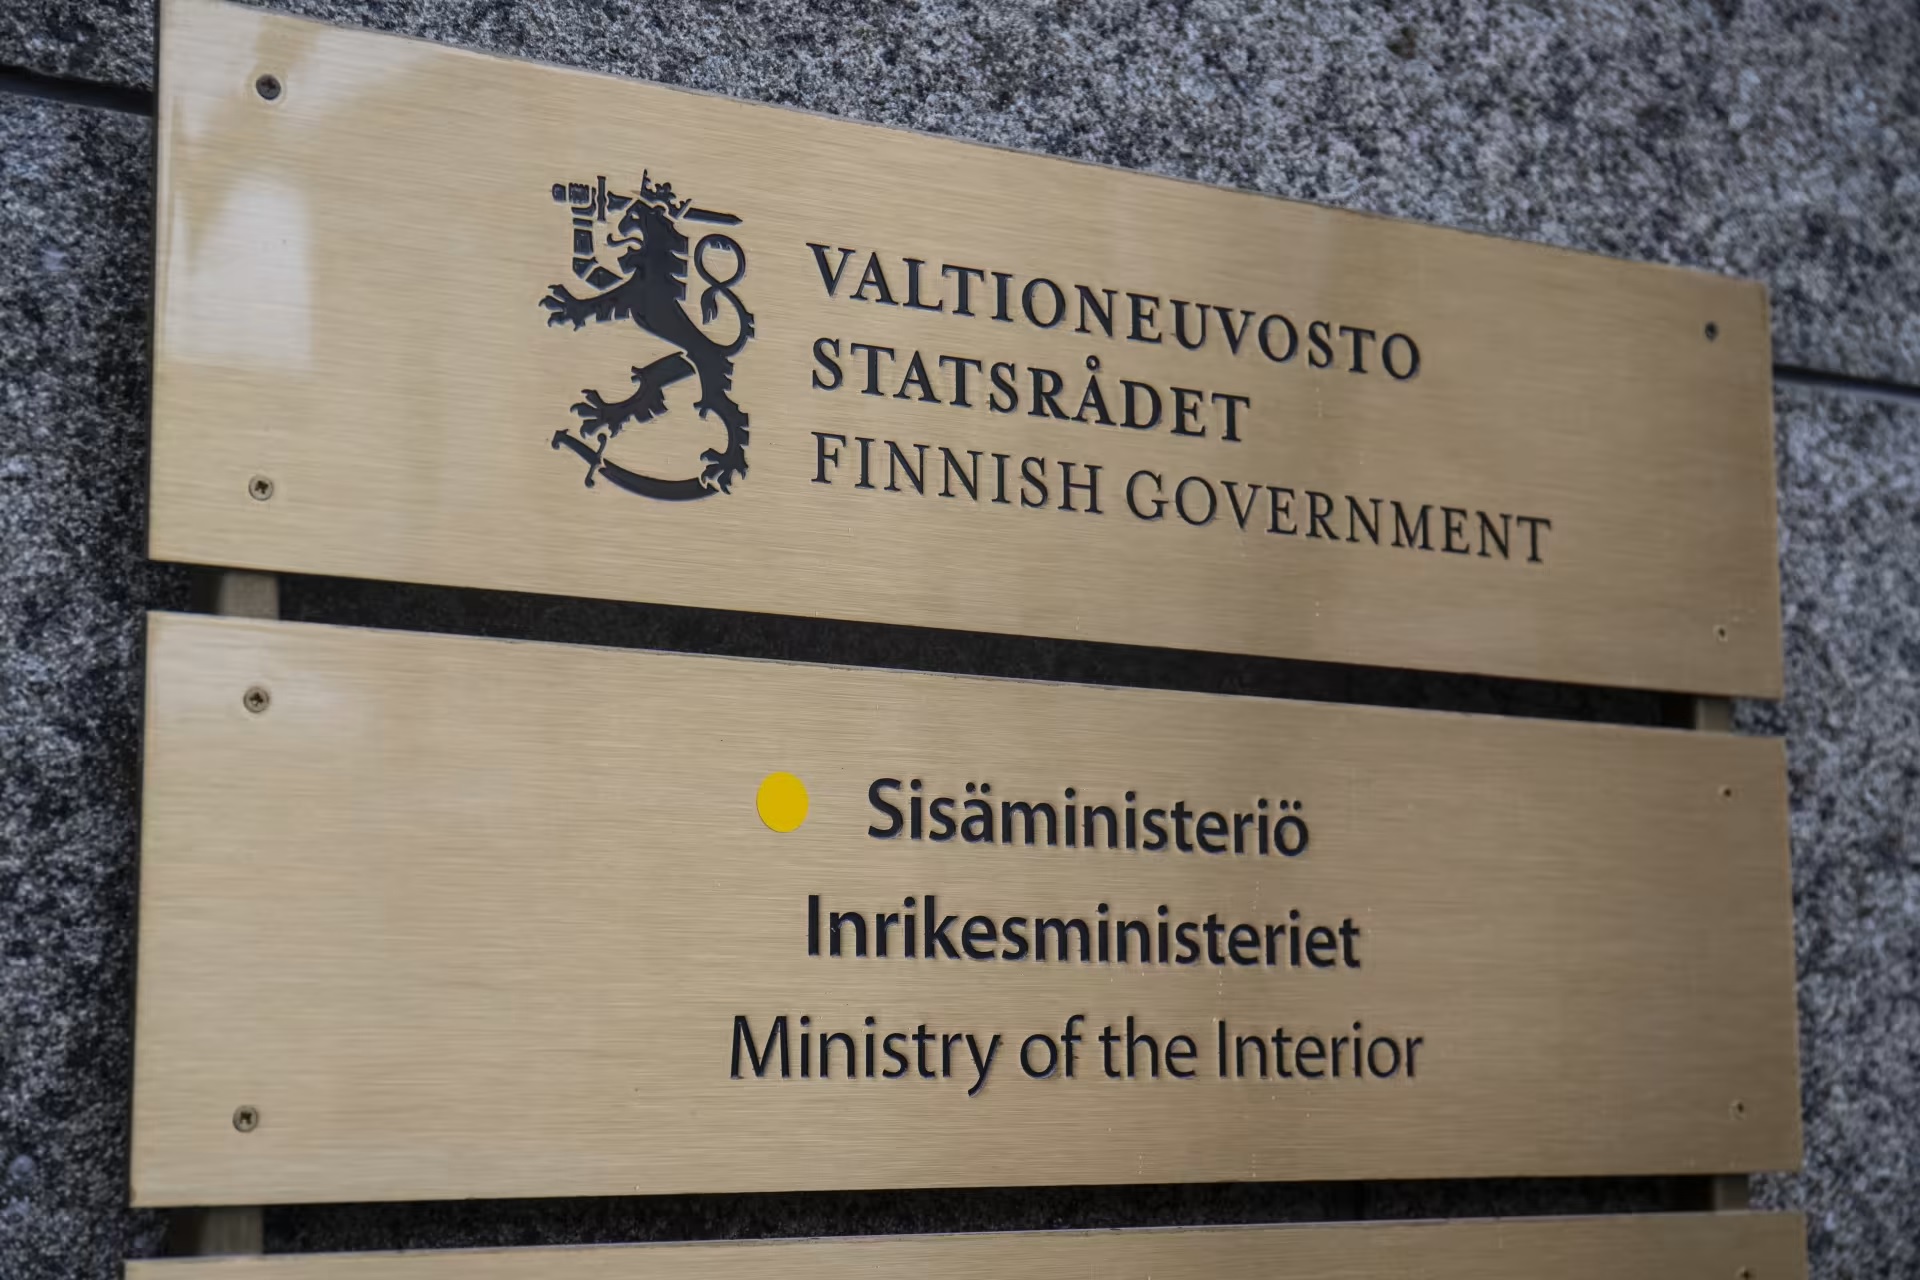 VALTIONEUVOSTO
STATSRÅDET
FINNISH GOVERNMENT
Sisäministeriö
Inrikesministeriet
Ministry of the Interior